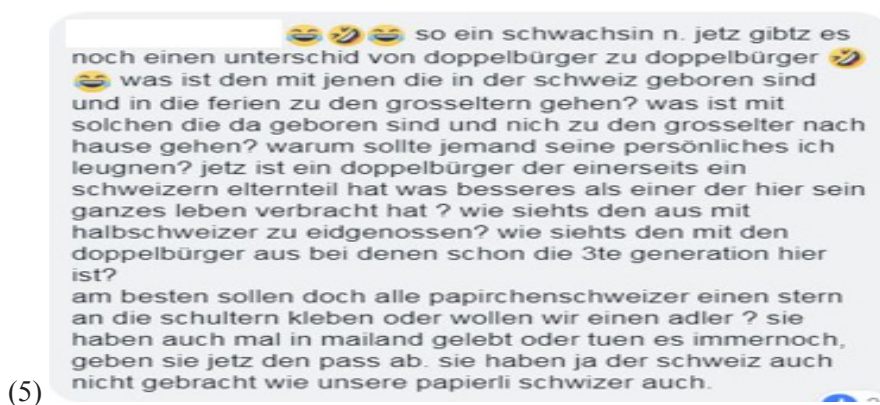 😂🤣😂 so ein schwachsin n. jetz gibtz es
noch einen unterschid von doppelbürger zu doppelbürger 🤣
😂 was ist den mit jenen die in der schweiz geboren sind
und in die ferien zu den grosseltern gehen? was ist mit
solchen die da geboren sind und nich zu den grosselter nach
hause gehen? warum sollte jemand seine persönliches ich
leugnen? jetz ist ein doppelbürger der einerseits ein
schweizern elternteil hat was besseres als einer der hier sein
ganzes leben verbracht hat ? wie siehts den aus mit
halbschweizer zu eidgenossen? wie siehts den mit den
doppelbürger aus bei denen schon die 3te generation hier
ist?
am besten sollen doch alle papirchenschweizer einen stern
an die schultern kleben oder wollen wir einen adler ? sie
haben auch mal in mailand gelebt oder tuen es immernoch,
geben sie jetz den pass ab. sie haben ja der schweiz auch
nicht gebracht wie unsere papierli schwizer auch.
(5)